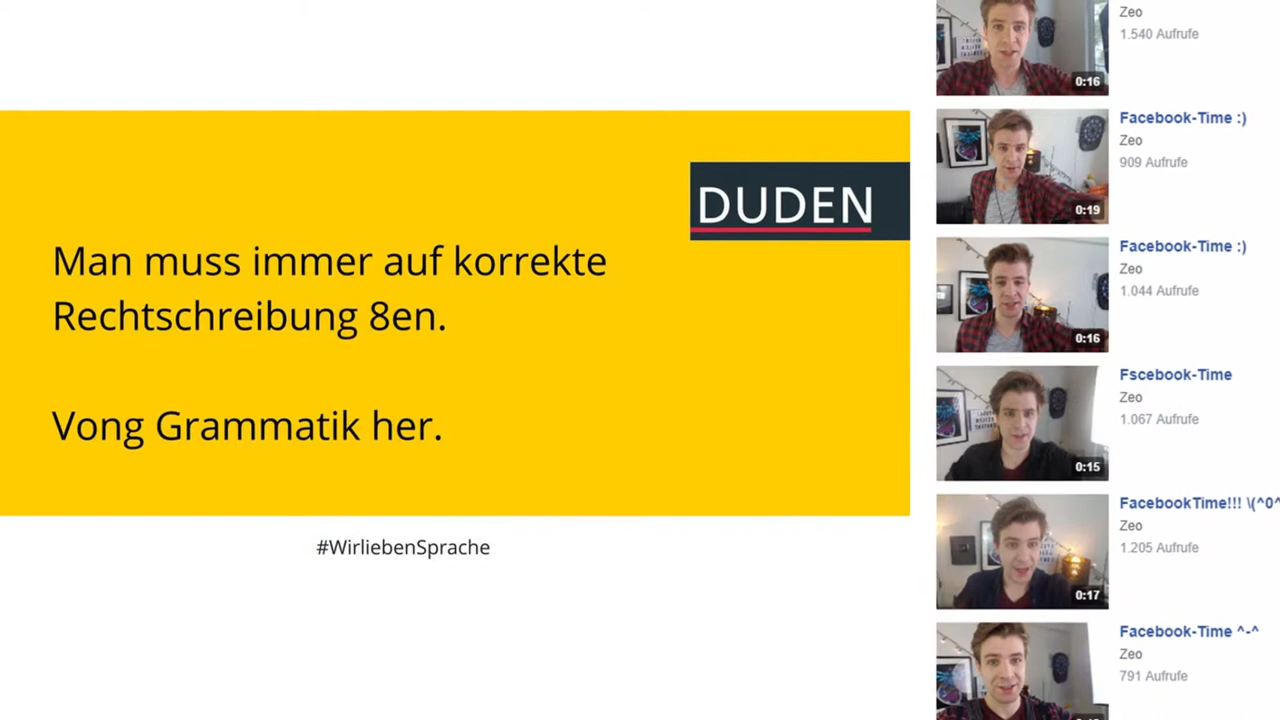 DUDEN
Man muss immer auf korrekte
Rechtschreibung 8en.
Vong Grammatik her.
#WirliebenSprache
Zeo
1.540 Aufrufe
0:16
Facebook-Time :)
Zeo
909 Aufrufe
0:19
Facebook-Time :)
Zeo
1.044 Aufrufe
0:16
Fscebook-Time
Zeo
1.067 Aufrufe
0:15
FacebookTime!!! \(^0^
Zeo
1.205 Aufrufe
0:17
Facebook-Time ^-^
Zeo
791 Aufrufe